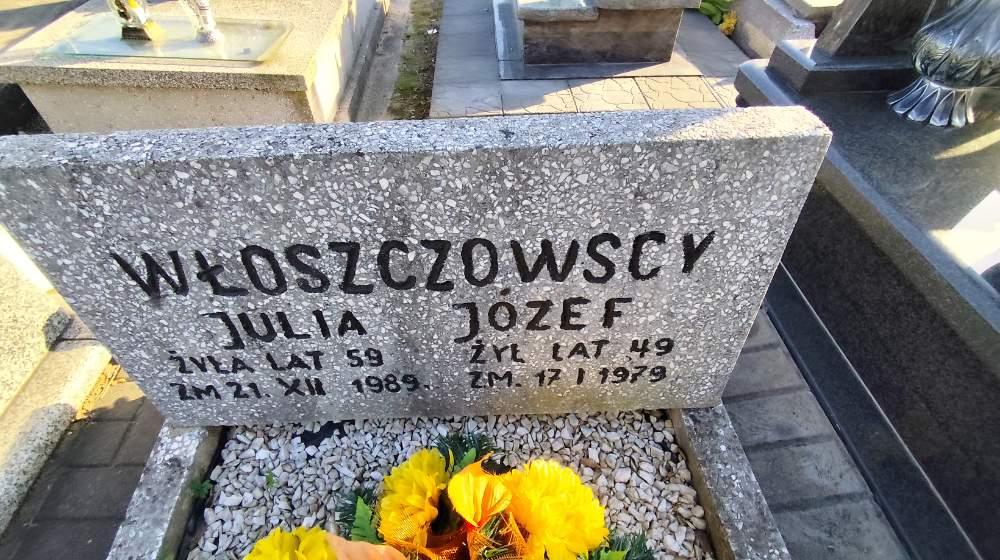 WŁOSZCZOWSCY
JULIA JÓZEF
ŻYŁA LAT 59 ŻYŁ LAT 49
ZM 21. XII 1989. ZM. 17 I 1979.